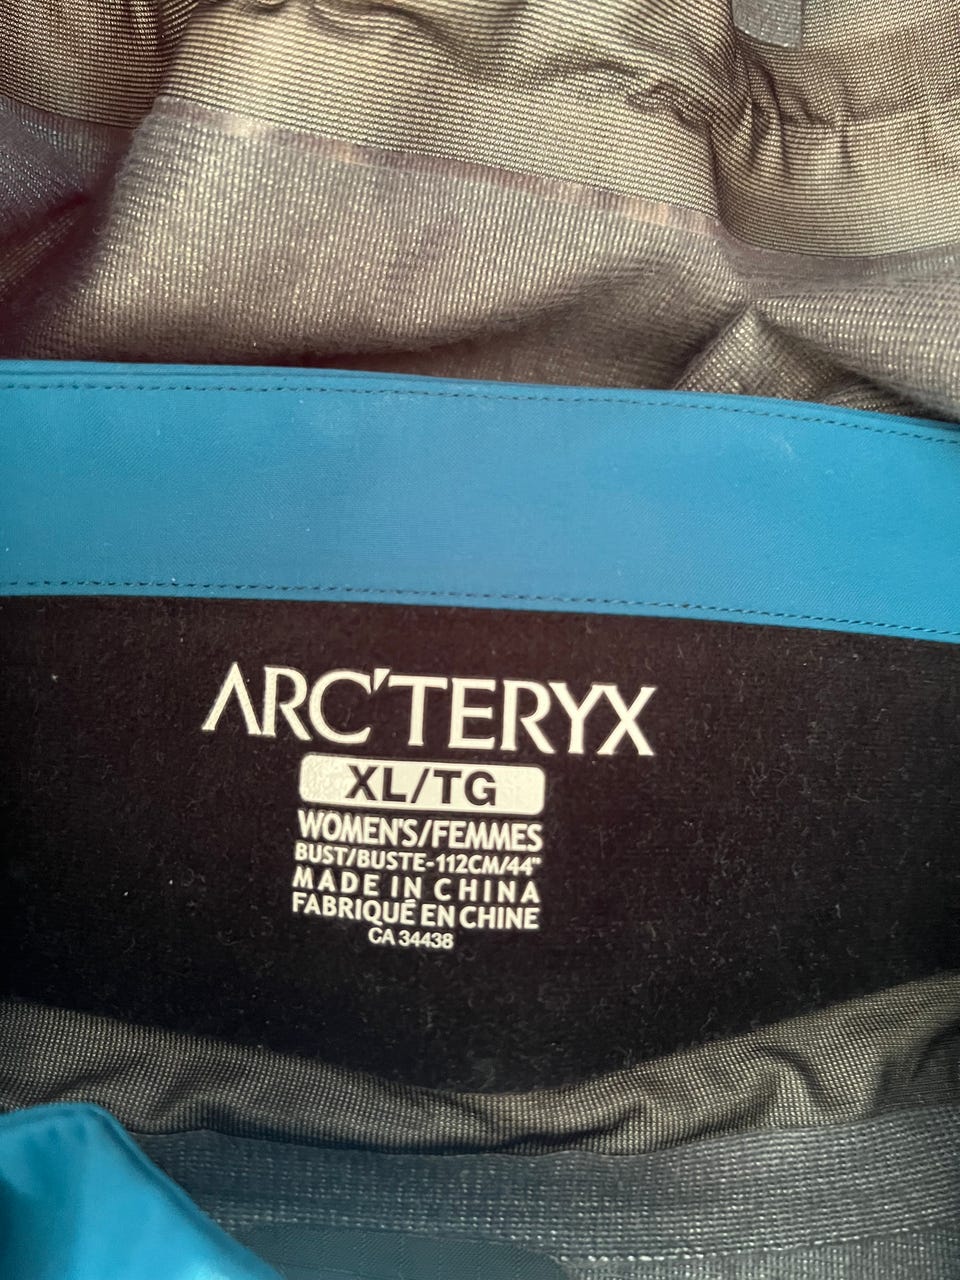 ARC'TERYX
XL/TG
WOMEN'S/FEMMES
BUST/BUSTE-112CM/44"
MADE IN CHINA
FABRIQUÉ EN CHINE
CA 34438